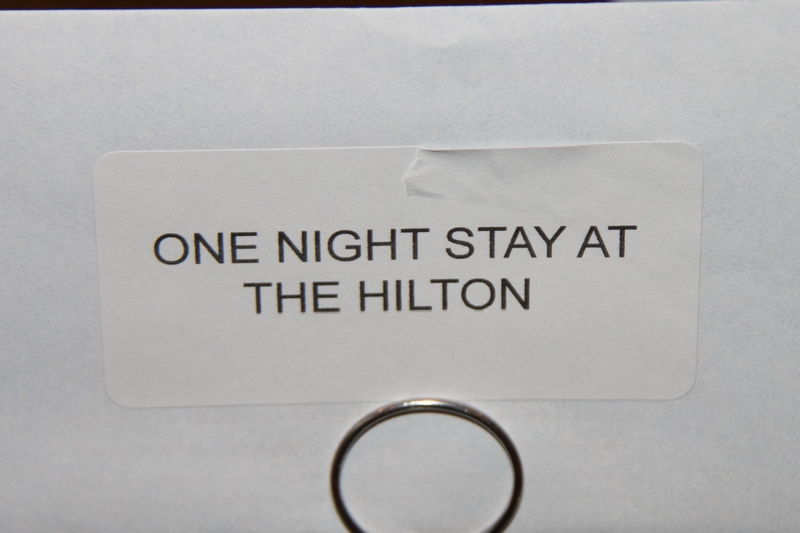 ONE NIGHT STAY AT
THE HILTON